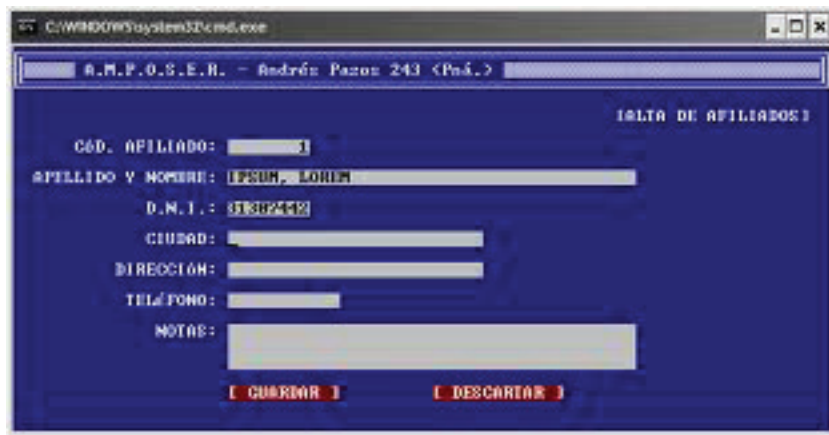 C:\WINDOWS\system32\cmd.exe
A.M.P.O.S.E.R. - Andrés Pazos 243 (Pná.)
[ALTA DE AFILIADOS]
CóD. AFILIADO: 1
APELLIDO Y NOMBRE: IPSUM, LOREM
D.N.I.: 31302442
CIUDAD:
DIRECCIóN:
TELéFONO:
NOTAS:
[ GUARDAR ] [ DESCARTAR ]